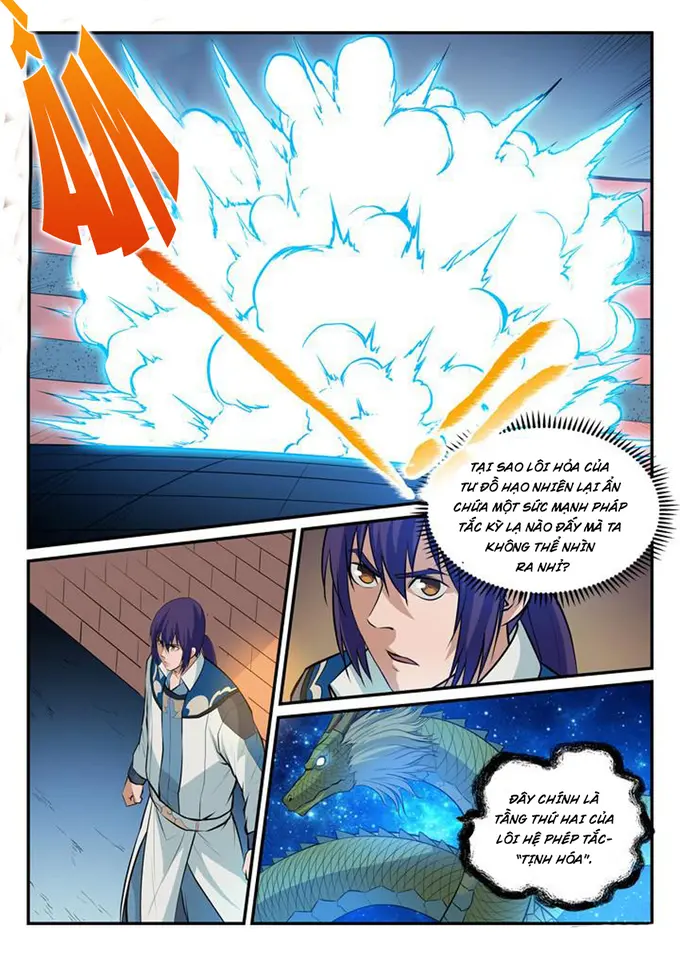 ẦM
TẠI SAO LÔI HỎA CỦA
TƯ ĐỒ HẠO NHIÊN LẠI ẨN
CHỨA MỘT SỨC MẠNH PHÁP
TẮC KỲ LẠ NÀO ĐẤY MÀ TA
KHÔNG THỂ NHÌN
RA NHỈ?
ĐÂY CHÍNH LÀ
TẦNG THỨ HAI CỦA
LÔI HỆ PHÉP TẮC-
"TỊNH HÓA".